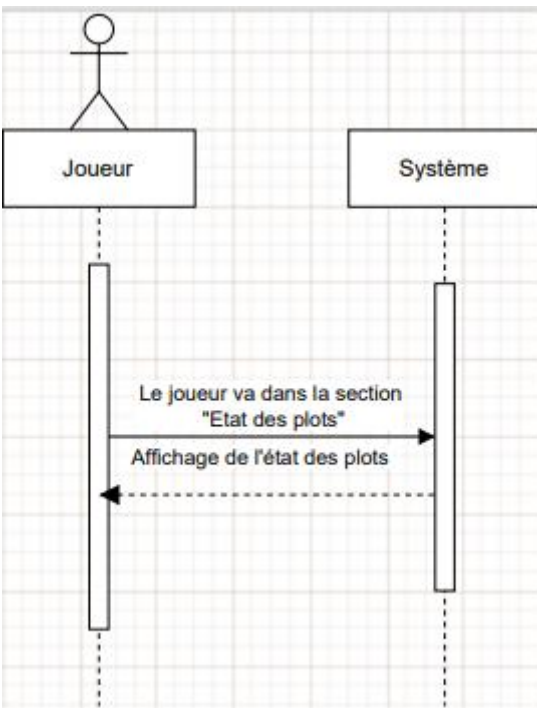 Joueur
Système
Le joueur va dans la section
"Etat des plots"
Affichage de l'état des plots